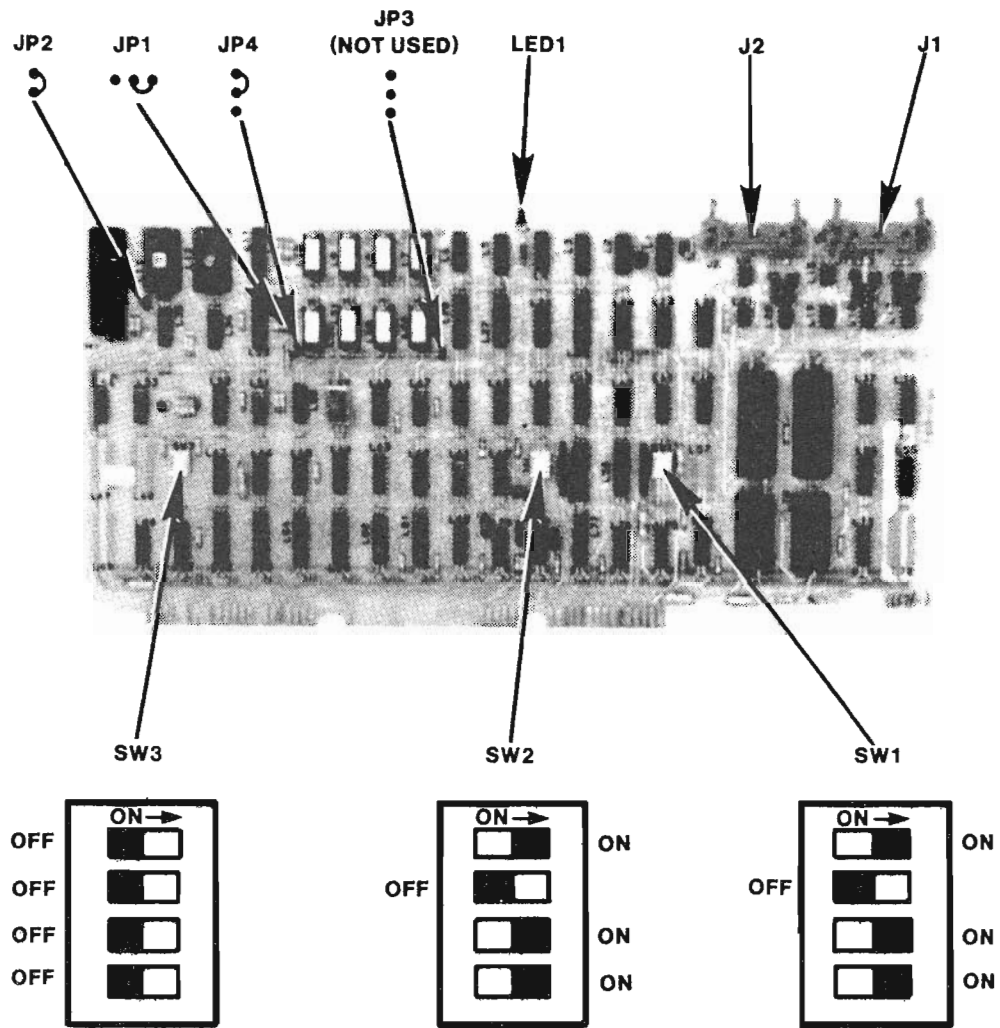 JP3
JP2 JP1 JP4 (NOT USED) LED1 J2 J1
SW3 SW2 SW1
ON→ ON→ ON→
OFF ON ON
OFF OFF OFF
OFF ON ON
OFF ON ON